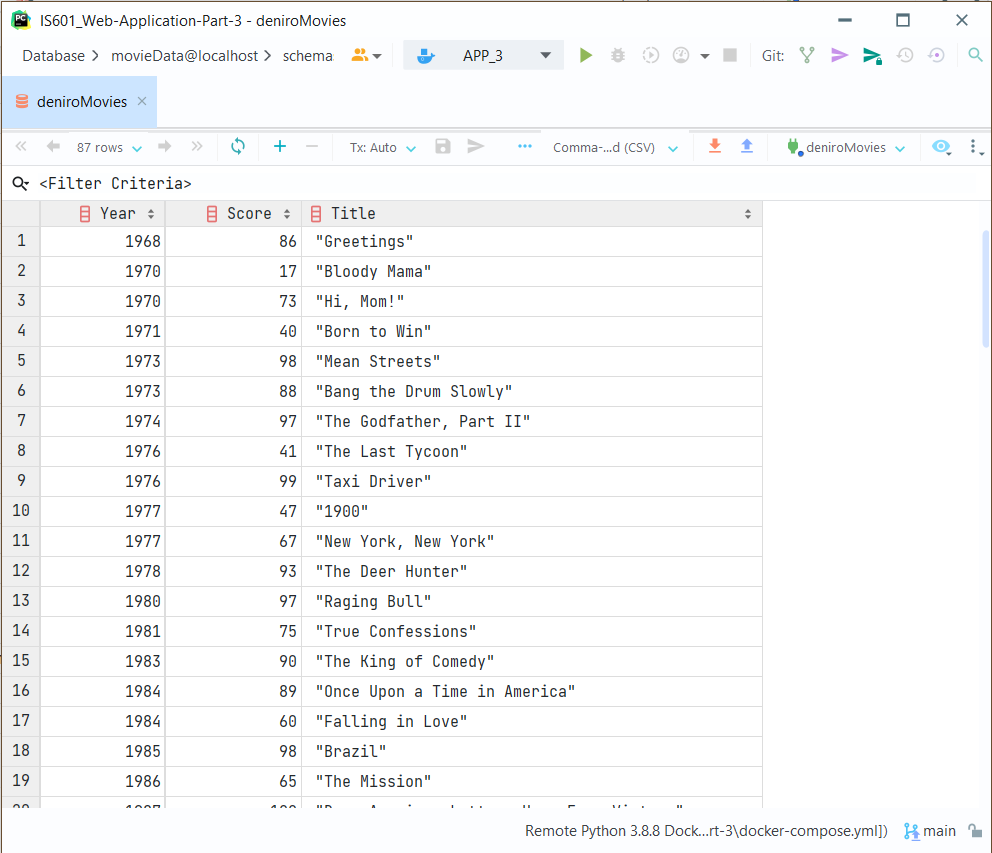 PC IS601_Web-Application-Part-3 - deniroMovies
Database movieData@localhost schema APP_3 Git:
deniroMovies
87 rows Tx: Auto Comma-...d (CSV) deniroMovies
<Filter Criteria>
Year Score Title
1 1968 86 "Greetings"
2 1970 17 "Bloody Mama"
3 1970 73 "Hi, Mom!"
4 1971 40 "Born to Win"
5 1973 98 "Mean Streets"
6 1973 88 "Bang the Drum Slowly"
7 1974 97 "The Godfather, Part II"
8 1976 41 "The Last Tycoon"
9 1976 99 "Taxi Driver"
10 1977 47 "1900"
11 1977 67 "New York, New York"
12 1978 93 "The Deer Hunter"
13 1980 97 "Raging Bull"
14 1981 75 "True Confessions"
15 1983 90 "The King of Comedy"
16 1984 89 "Once Upon a Time in America"
17 1984 60 "Falling in Love"
18 1985 98 "Brazil"
19 1986 65 "The Mission"
Remote Python 3.8.8 Dock...rt-3\docker-compose.yml]) main